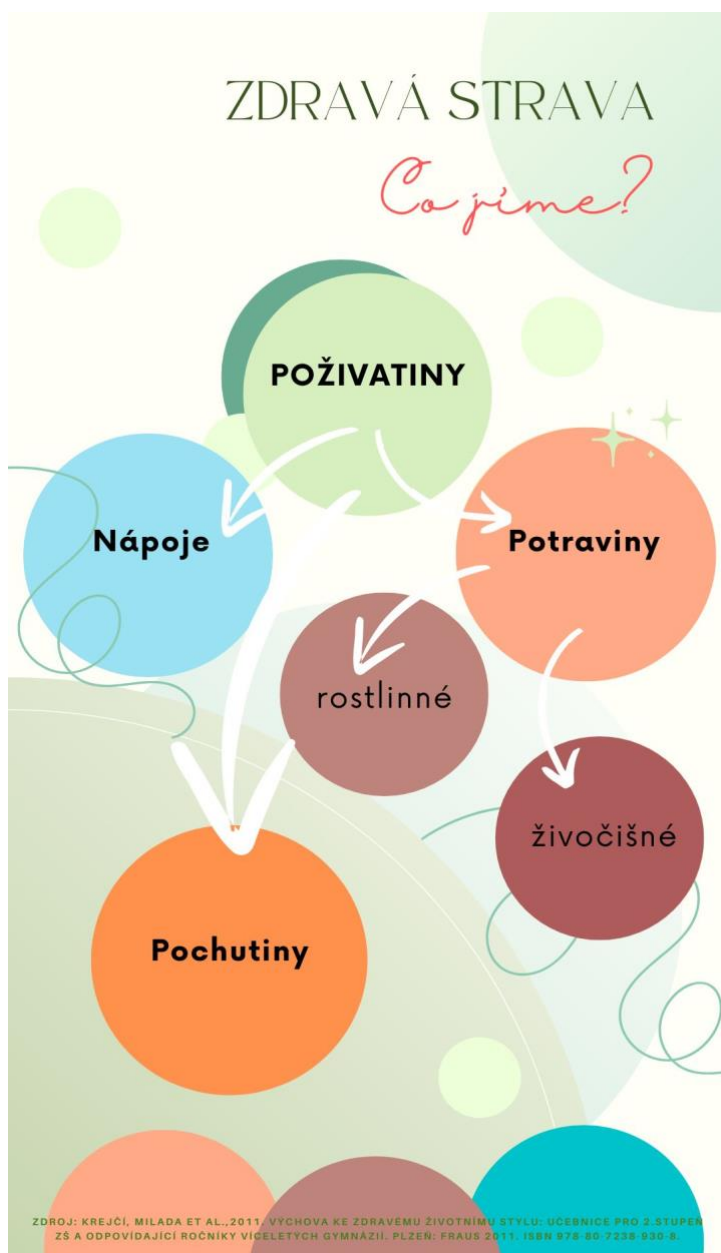 ZDRAVÁ STRAVA
Co jíme?
POŽIVATINY
Nápoje
Potraviny
rostlinné
živočišné
Pochutiny
ZDROJ: KREJČÍ, MILADA ET AL.,2011. VÝCHOVA KE ZDRAVÉMU ŽIVOTNÍMU STYLU: UČEBNICE PRO 2.STUPEŇ
ZŠ A ODPOVÍDAJÍCÍ ROČNÍKY VÍCELETÝCH GYMNÁZIÍ. PLZEŇ: FRAUS 2011. ISBN 978-80-7238-930-8.